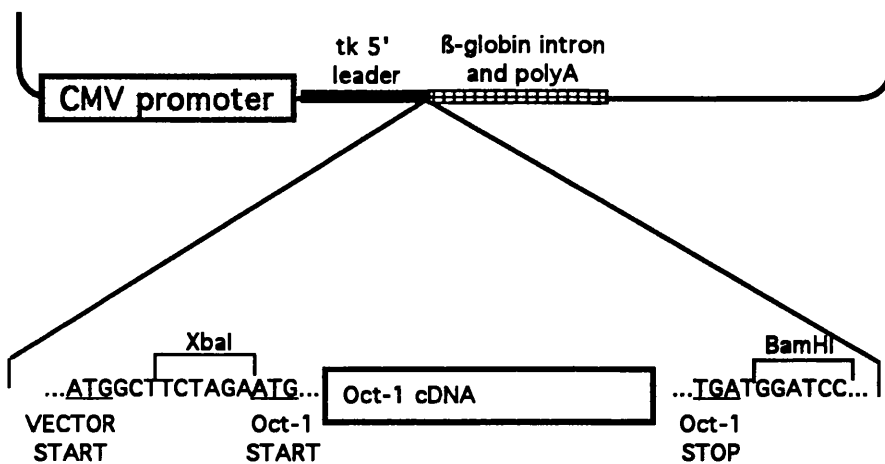 tk 5'
leader
ß-globin intron
and polyA
CMV promoter
XbaI
BamHI
...ATGGCTTCTAGAATG...
Oct-1 cDNA
...TGATGGATCC...
VECTOR
START
Oct-1
START
Oct-1
STOP